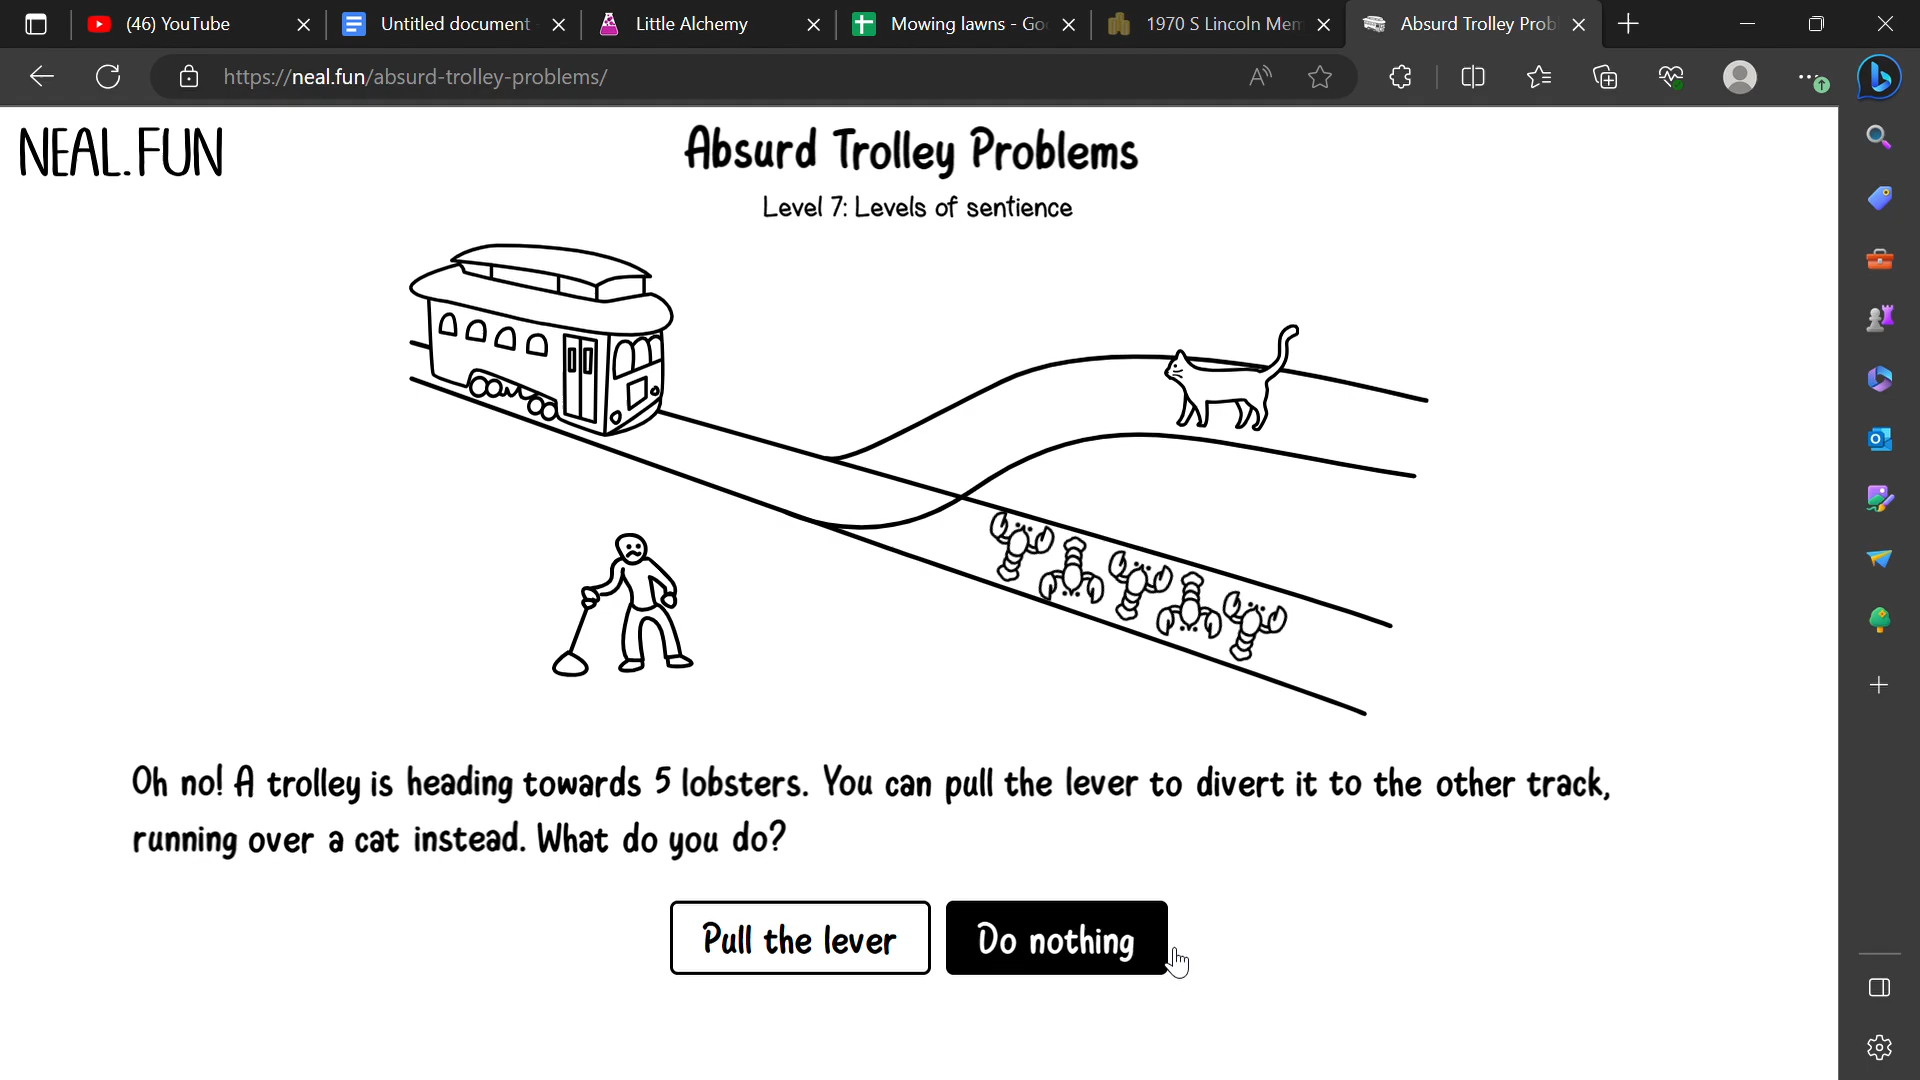 (46) YouTube
Untitled document
Little Alchemy
Mowing lawns - Go
1970 S Lincoln Mem
Absurd Trolley Prob
https://neal.fun/absurd-trolley-problems/
NEAL.FUN
Absurd Trolley Problems
Level 7: Levels of sentience
Oh no! A trolley is heading towards 5 lobsters. You can pull the lever to divert it to the other track,
running over a cat instead. What do you do?
Pull the lever
Do nothing